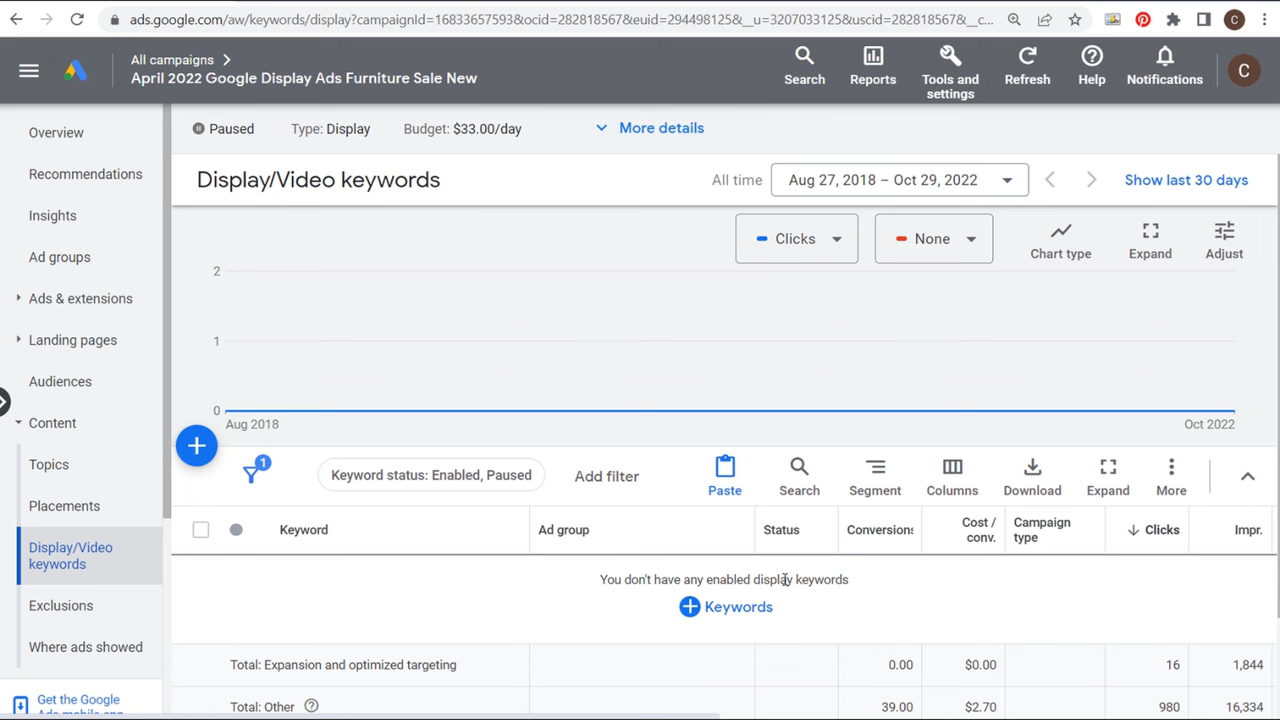 ads.google.com/aw/keywords/display?campaignId=16833657593&ocid=282818567&euid=294498125&__u=3207033125&uscid=282818567&__c...
C
All campaigns
April 2022 Google Display Ads Furniture Sale New
Search
Reports
Tools and
settings
Refresh
Help
Notifications
C
Overview
Recommendations
Insights
Ad groups
Ads & extensions
Landing pages
Audiences
Content
Topics
Placements
Display/Video
keywords
Exclusions
Where ads showed
Get the Google
Paused
Type: Display
Budget: $33.00/day
More details
Display/Video keywords
All time
Aug 27, 2018 – Oct 29, 2022
Show last 30 days
Clicks
None
Chart type
Expand
Adjust
2
1
0
Aug 2018
Oct 2022
1
Keyword status: Enabled, Paused
Add filter
Paste
Search
Segment
Columns
Download
Expand
More
Keyword
Ad group
Status
Conversions
Cost /
conv.
Campaign
type
Clicks
Impr.
You don't have any enabled display keywords
Keywords
Total: Expansion and optimized targeting
0.00
$0.00
16
1,844
Total: Other
39.00
$2.70
980
16,334